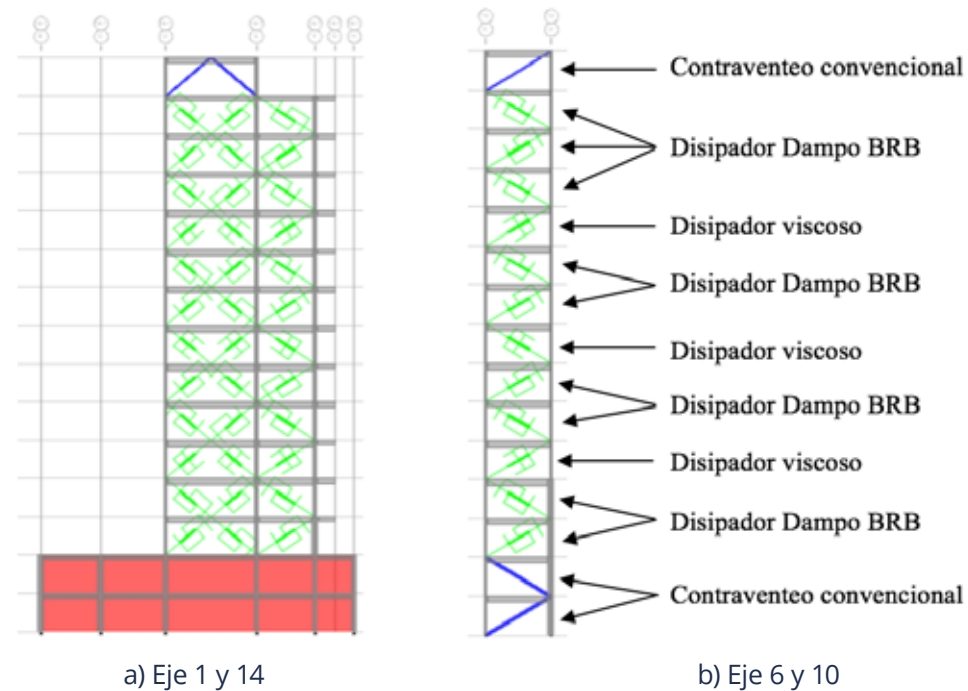 Contraventeo convencional
Disipador Dampo BRB
Disipador viscoso
Disipador Dampo BRB
Disipador viscoso
Disipador Dampo BRB
Disipador viscoso
Disipador Dampo BRB
Contraventeo convencional
a) Eje 1 y 14
b) Eje 6 y 10